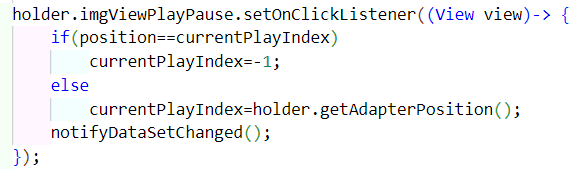 holder.imgViewPlayPause.setOnClickListener((View view)-> {
    if(position==currentPlayIndex)
        currentPlayIndex=-1;
    else
        currentPlayIndex=holder.getAdapterPosition();
    notifyDataSetChanged();
});